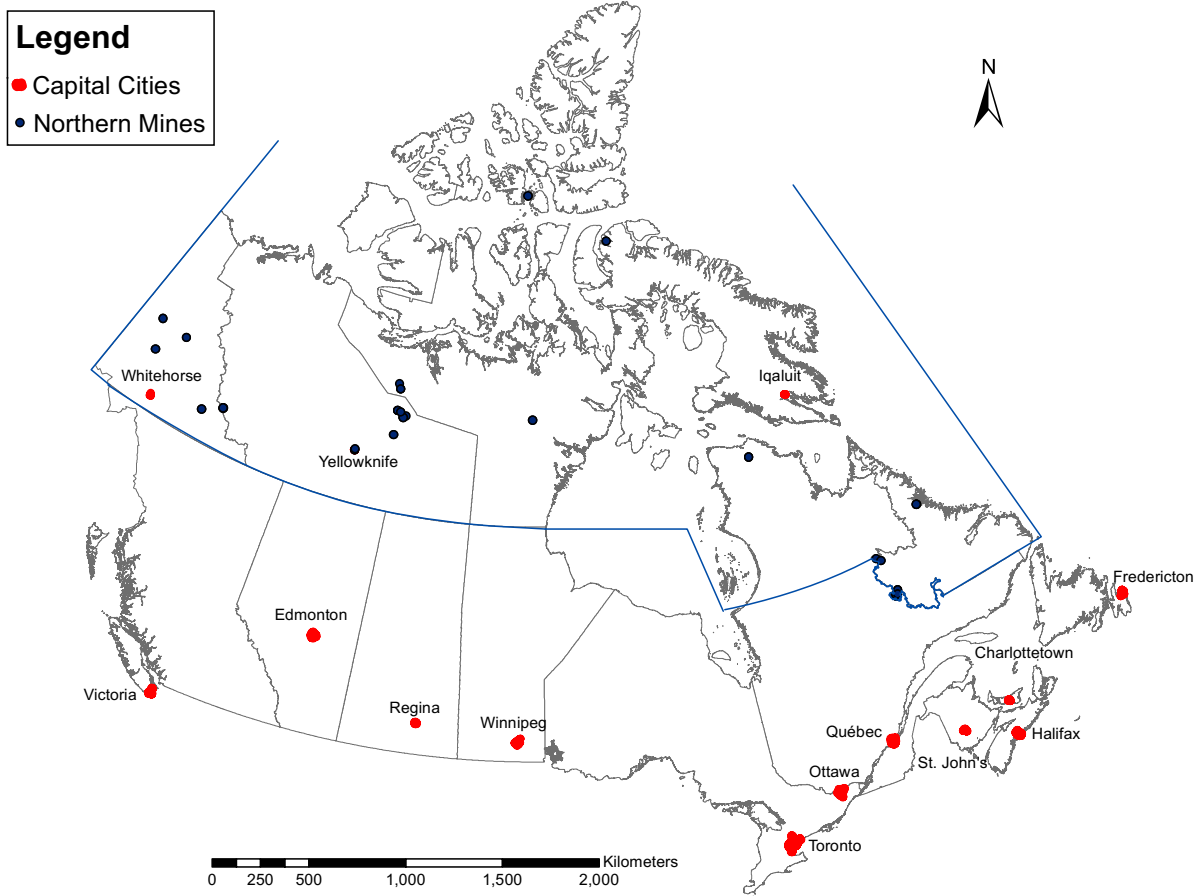 Legend
Capital Cities
Northern Mines
N
Whitehorse
Iqaluit
Yellowknife
Fredericton
Edmonton
Charlottetown
Victoria
Regina
Winnipeg
Québec
Halifax
St. John's
Ottawa
Toronto
Kilometers
0 250 500 1,000 1,500 2,000